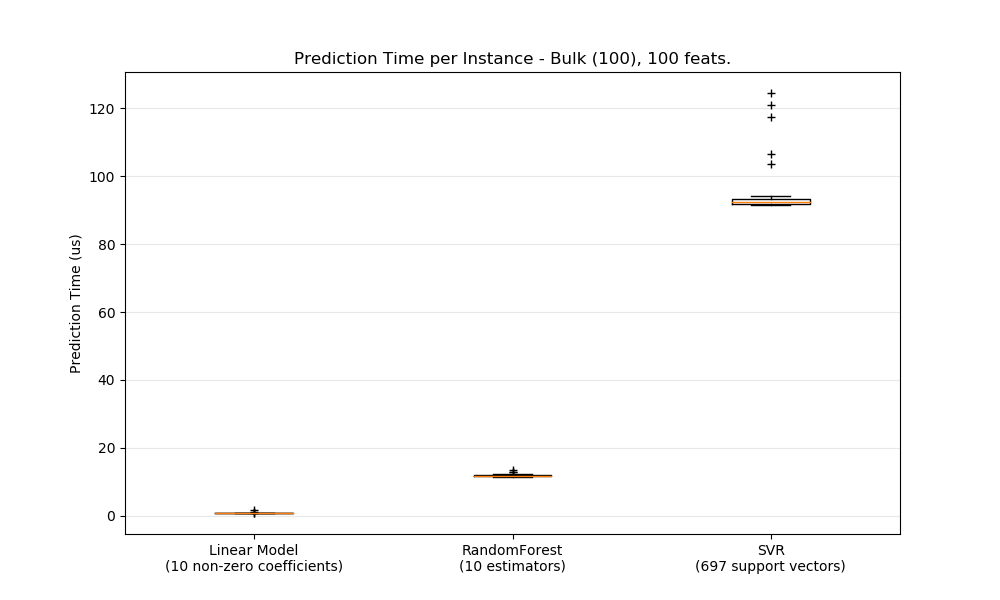 Prediction Time per Instance - Bulk (100), 100 feats.
Prediction Time (us)
120
100
80
60
40
20
0
Linear Model
(10 non-zero coefficients)
RandomForest
(10 estimators)
SVR
(697 support vectors)